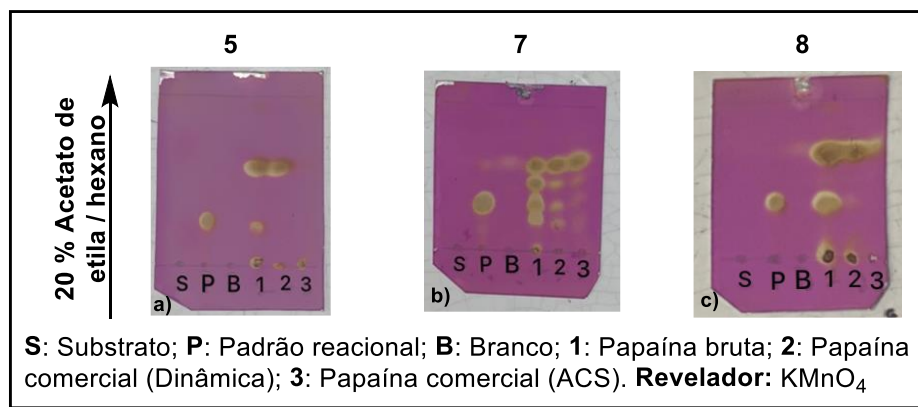 5 7 8
20 % Acetato de
etila / hexano
S P B 1 2 3
a)
S P B 1 2 3
b)
S P B 1 2 3
c)
S: Substrato; P: Padrão reacional; B: Branco; 1: Papaína bruta; 2: Papaína
comercial (Dinâmica); 3: Papaína comercial (ACS). Revelador: KMnO₄